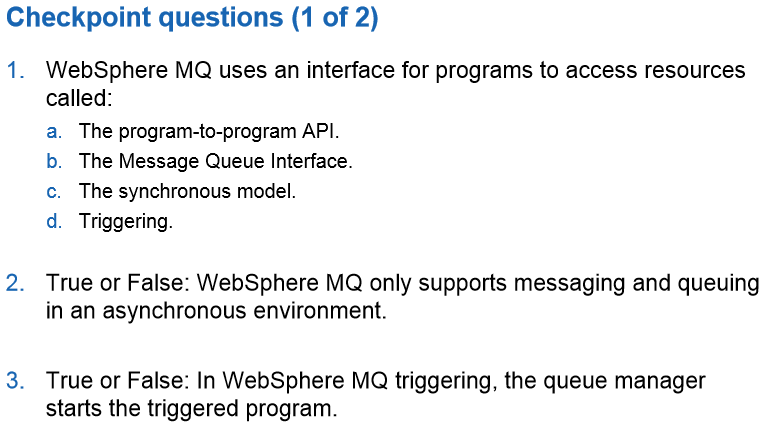 Checkpoint questions (1 of 2)
1. WebSphere MQ uses an interface for programs to access resources
called:
a. The program-to-program API.
b. The Message Queue Interface.
c. The synchronous model.
d. Triggering.
2. True or False: WebSphere MQ only supports messaging and queuing
in an asynchronous environment.
3. True or False: In WebSphere MQ triggering, the queue manager
starts the triggered program.